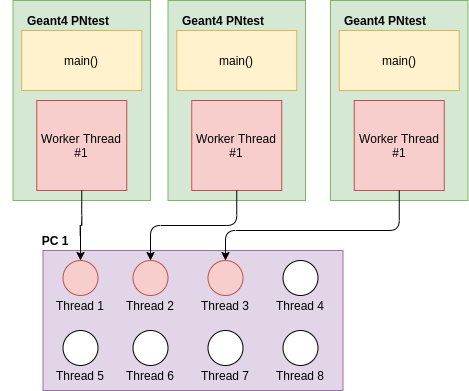 Geant4 PNtest
Geant4 PNtest
Geant4 PNtest
main()
main()
main()
Worker Thread
#1
Worker Thread
#1
Worker Thread
#1
PC 1
Thread 1
Thread 2
Thread 3
Thread 4
Thread 5
Thread 6
Thread 7
Thread 8